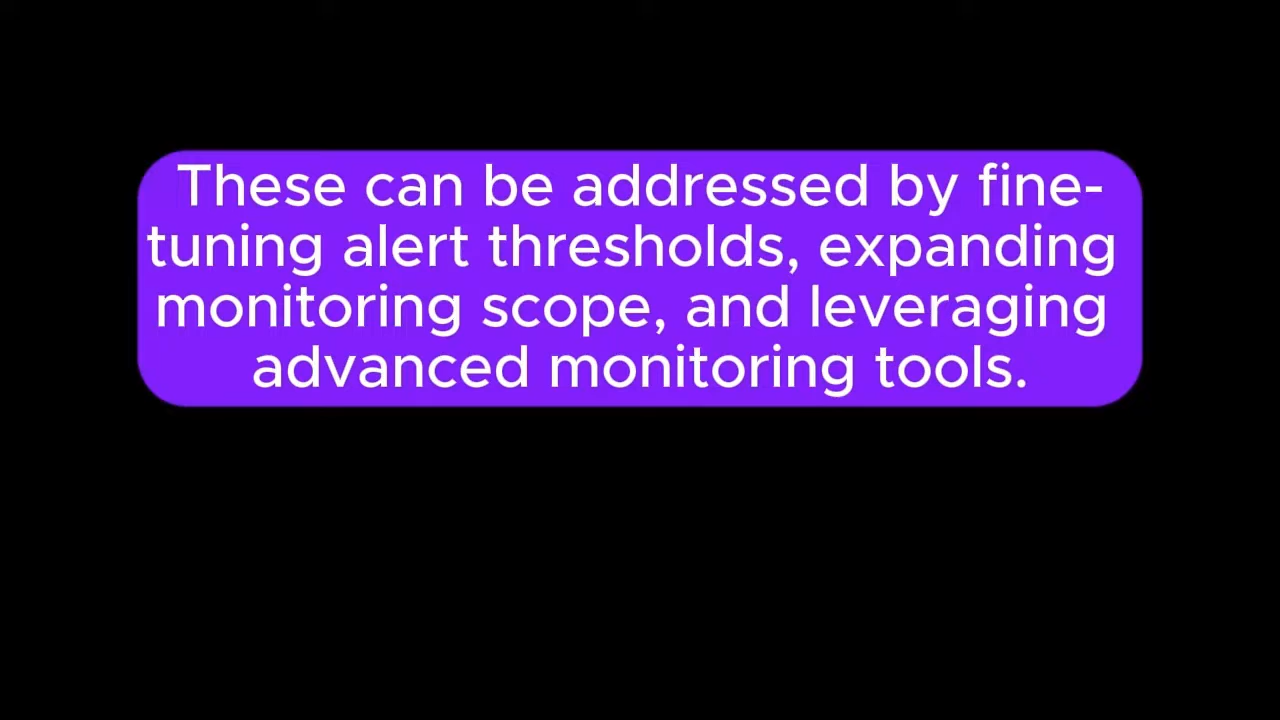 These can be addressed by fine-
tuning alert thresholds, expanding
monitoring scope, and leveraging
advanced monitoring tools.